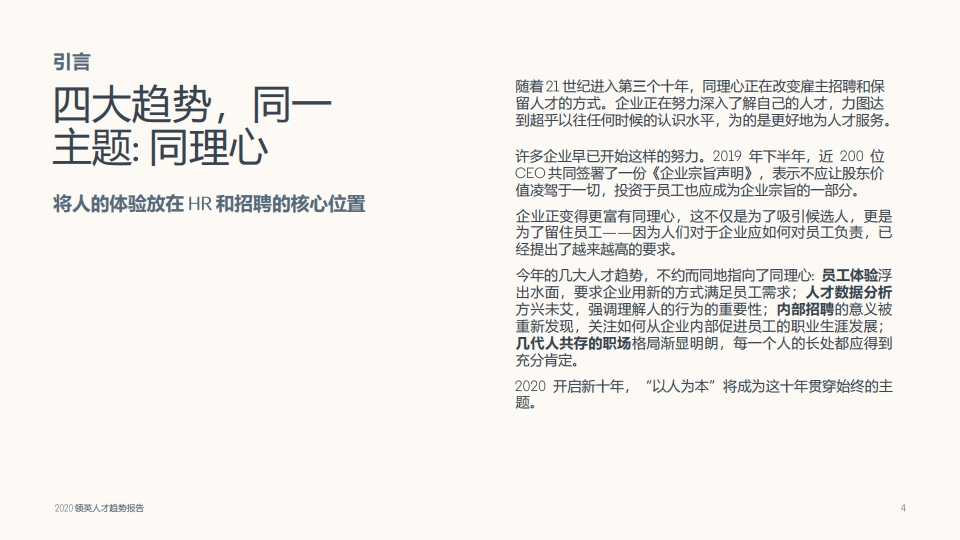 引言
四大趋势，同一
主题: 同理心
将人的体验放在 HR 和招聘的核心位置
随着 21 世纪进入第三个十年，同理心正在改变雇主招聘和保
留人才的方式。企业正在努力深入了解自己的人才，力图达
到超乎以往任何时候的认识水平，为的是更好地为人才服务。
许多企业早已开始这样的努力。2019 年下半年，近 200 位
CEO 共同签署了一份《企业宗旨声明》，表示不应让股东价
值凌驾于一切，投资于员工也应成为企业宗旨的一部分。
企业正变得更富有同理心，这不仅是为了吸引候选人，更是
为了留住员工——因为人们对于企业应如何对员工负责，已
经提出了越来越高的要求。
今年的几大人才趋势，不约而同地指向了同理心: 员工体验浮
出水面，要求企业用新的方式满足员工需求；人才数据分析
方兴未艾，强调理解人的行为的重要性；内部招聘的意义被
重新发现，关注如何从企业内部促进员工的职业生涯发展；
几代人共存的职场格局渐显明朗，每一个人的长处都应得到
充分肯定。
2020 开启新十年，“以人为本”将成为这十年贯穿始终的主
题。
2020 领英人才趋势报告
4